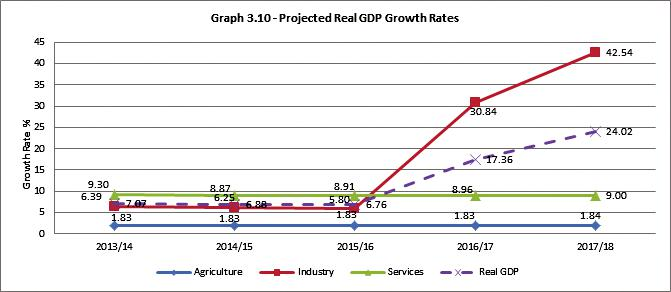 Graph 3.10 - Projected Real GDP Growth Rates
45
40
35
30
25
20
15
10
5
0
Growth Rate %
42.54
30.84
24.02
17.36
9.30 8.87 8.91 8.96 9.00
6.39 7.07 6.25 6.88 5.80 6.76
1.83 1.83 1.83 1.83 1.84
2013/14 2014/15 2015/16 2016/17 2017/18
Agriculture Industry Services Real GDP